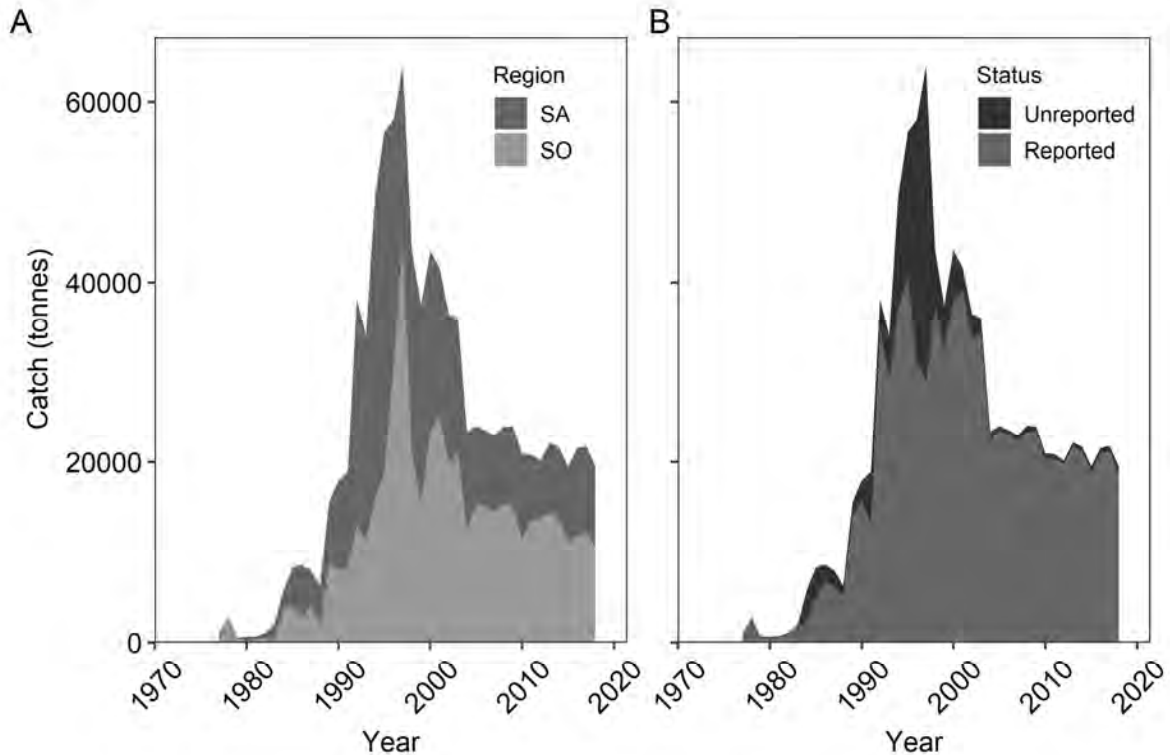 A
B
Region
SA
SO
Status
Unreported
Reported
Catch (tonnes)
60000
40000
20000
0
1970
1980
1990
2000
2010
2020
1970
1980
1990
2000
2010
2020
Year
Year